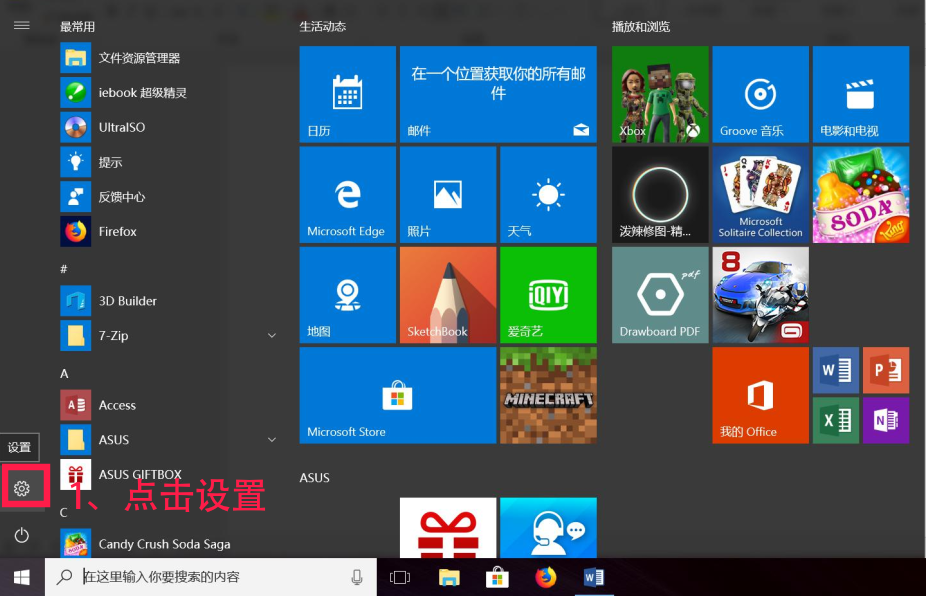 最常用
文件资源管理器
iebook 超级精灵
UltraISO
提示
反馈中心
Firefox
#
3D Builder
7-Zip
A
Access
ASUS
ASUS GIFTBOX
C
Candy Crush Soda Saga
设置
1、点击设置
在这里输入你要搜索的内容
生活动态
日历
在一个位置获取你的所有邮
件
邮件
Microsoft Edge
照片
天气
地图
SketchBook
iQIYI
爱奇艺
Microsoft Store
MINECRAFT
ASUS
播放和浏览
Xbox
Groove 音乐
电影和电视
泼辣修图-精...
Microsoft
Solitaire Collection
SODA
King
pdf
Drawboard PDF
8
我的 Office